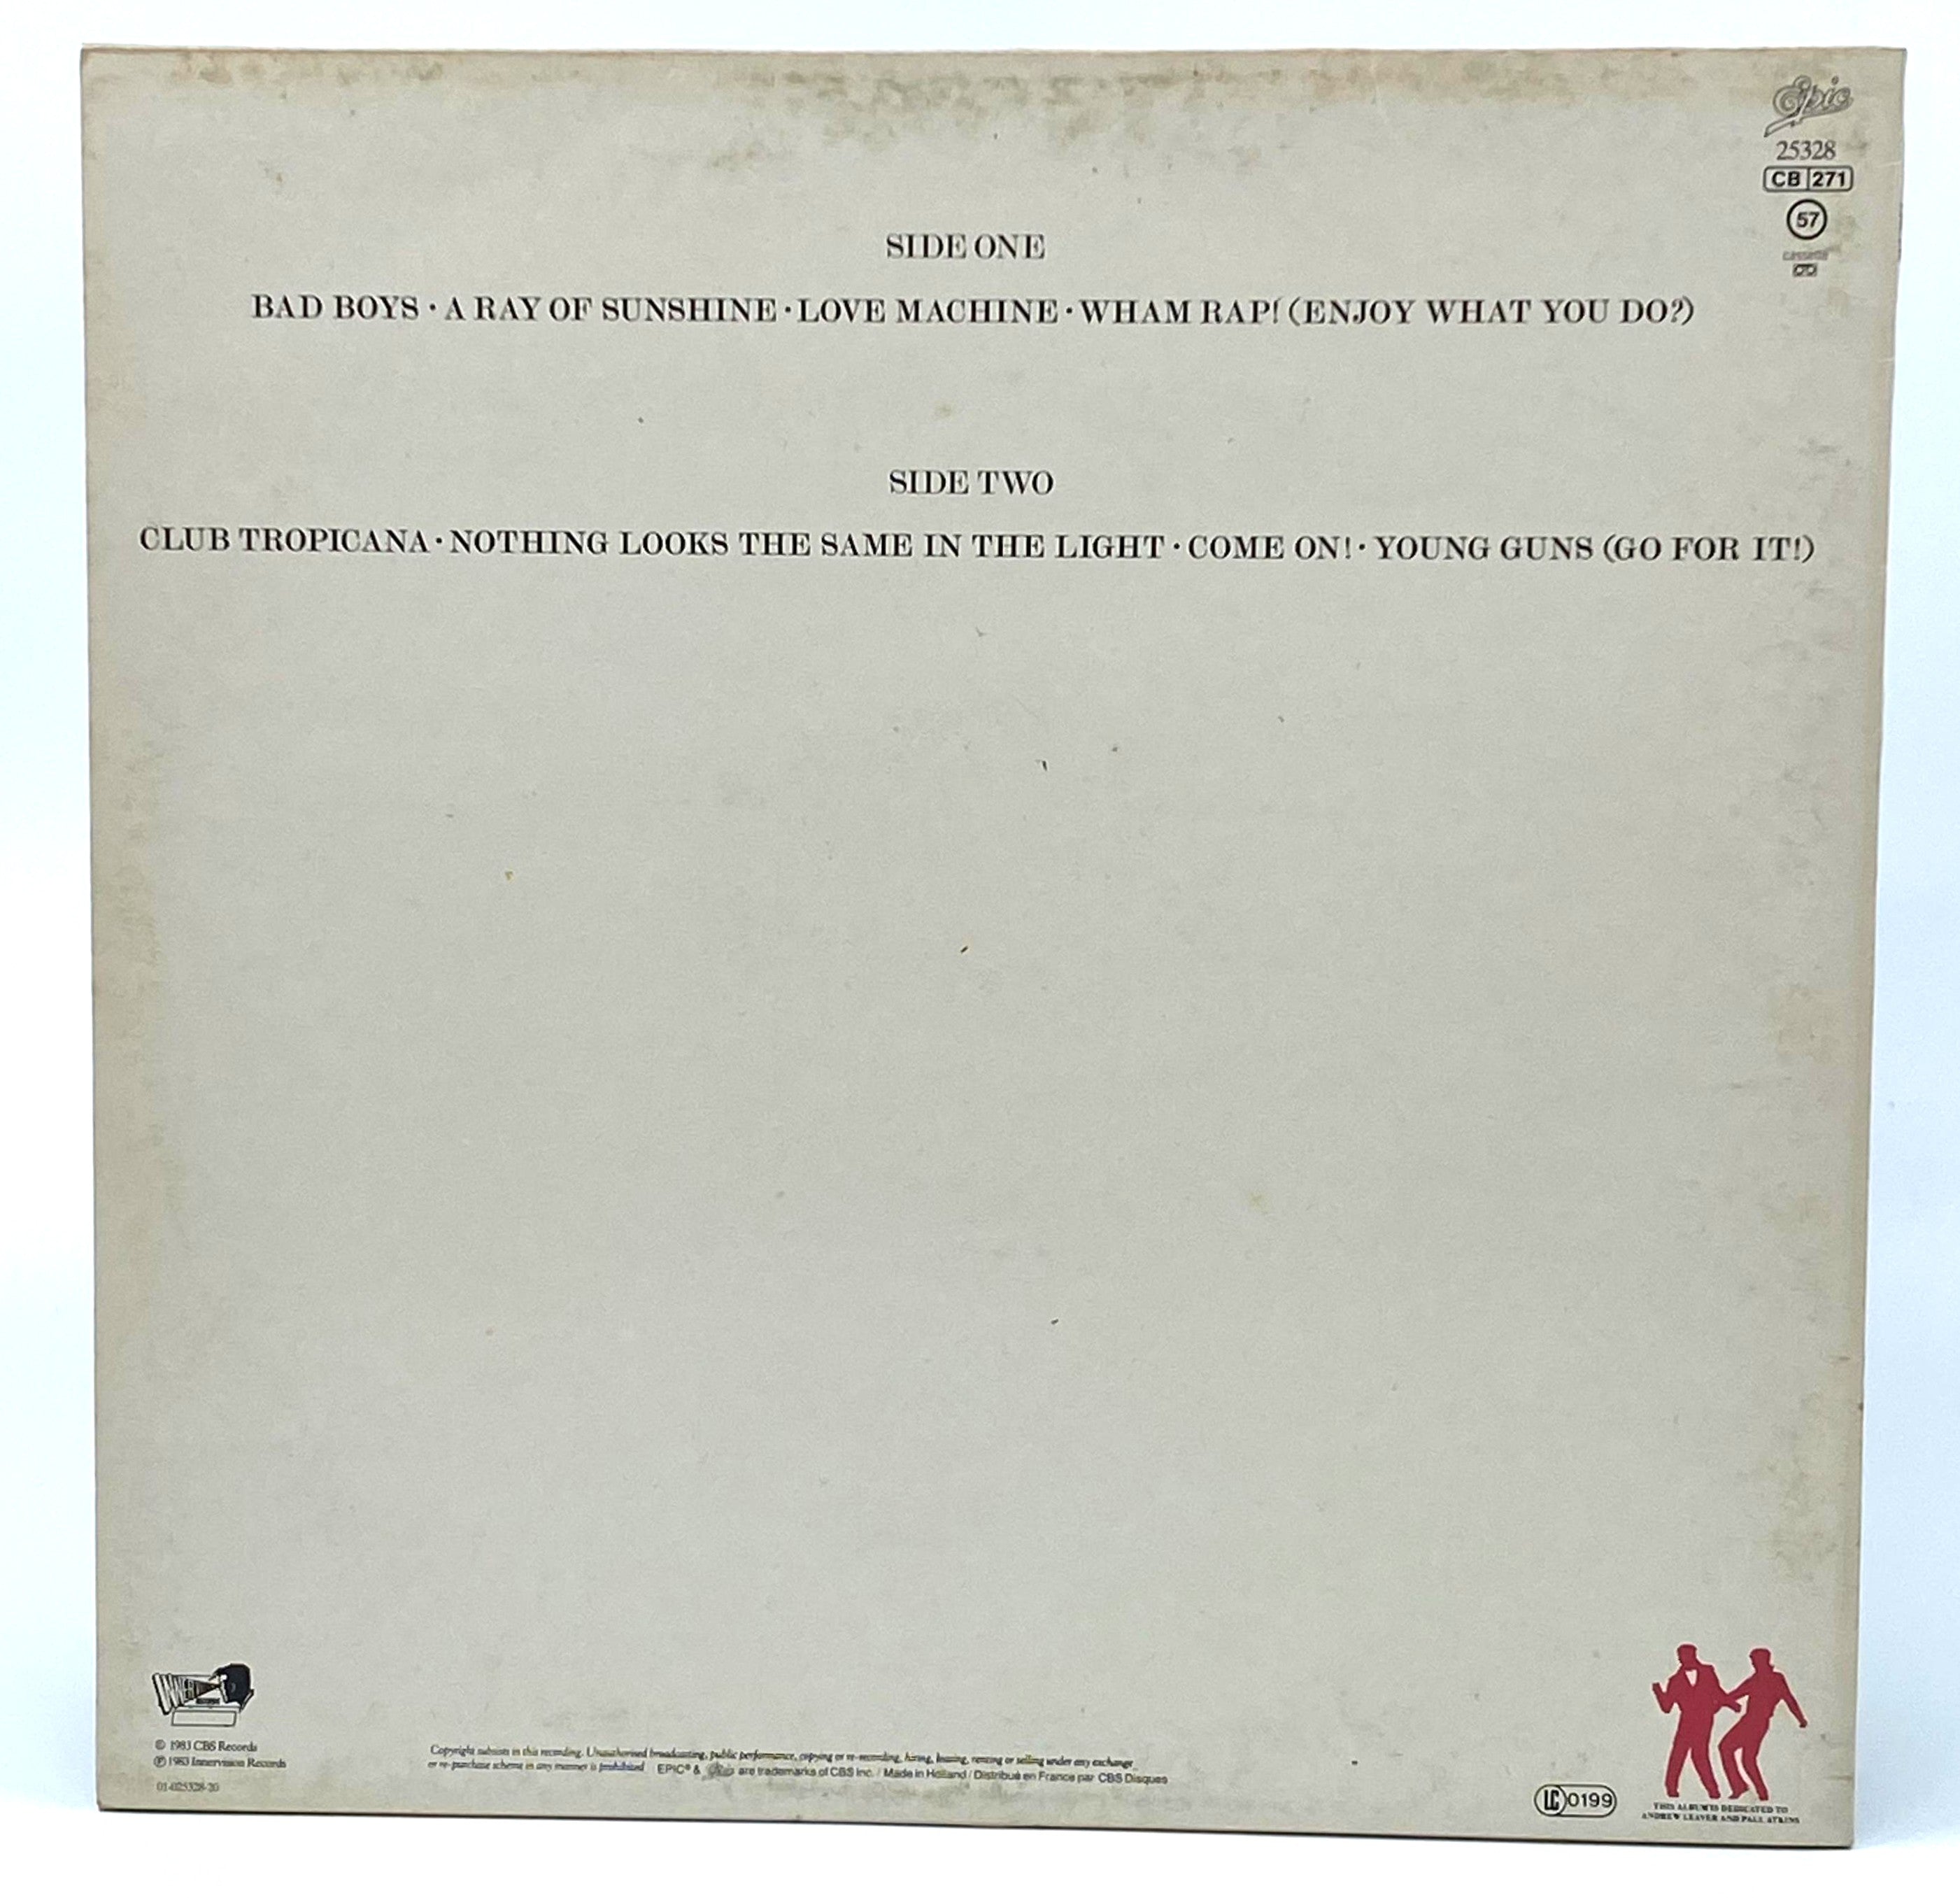 Epic
25328
CB 271
57
cassette
SIDE ONE
BAD BOYS · A RAY OF SUNSHINE · LOVE MACHINE · WHAM RAP! (ENJOY WHAT YOU DO?)
SIDE TWO
CLUB TROPICANA · NOTHING LOOKS THE SAME IN THE LIGHT · COME ON! · YOUNG GUNS (GO FOR IT!)
© 1983 CBS Records
℗ 1983 Innervision Records
01-025328-20
Copyright subsists in this recording. Unauthorised broadcasting, public performance, copying or re-recording, hiring, leasing, renting or selling under any exchange
or re-purchase scheme in any manner is prohibited EPIC® & Epic are trademarks of CBS Inc. / Made in Holland / Distribué en France par CBS Disques
LC 0199
THIS ALBUM IS DEDICATED TO
ANDREW LEAVER AND PAUL ATKINS